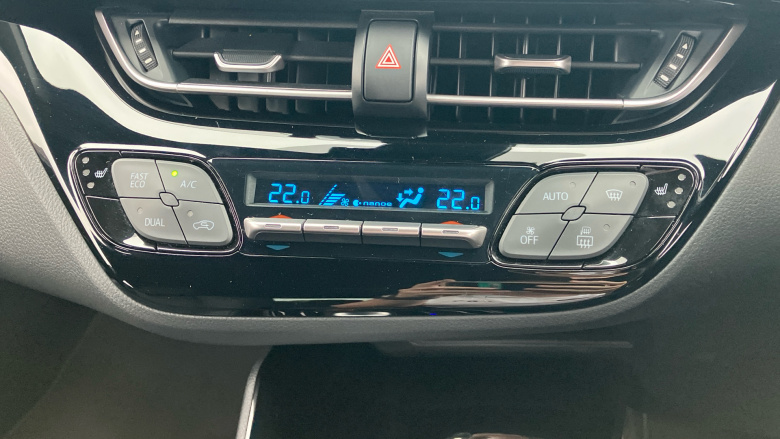 FAST
ECO
A/C
DUAL
22.0
nanoe
22.0
AUTO
OFF